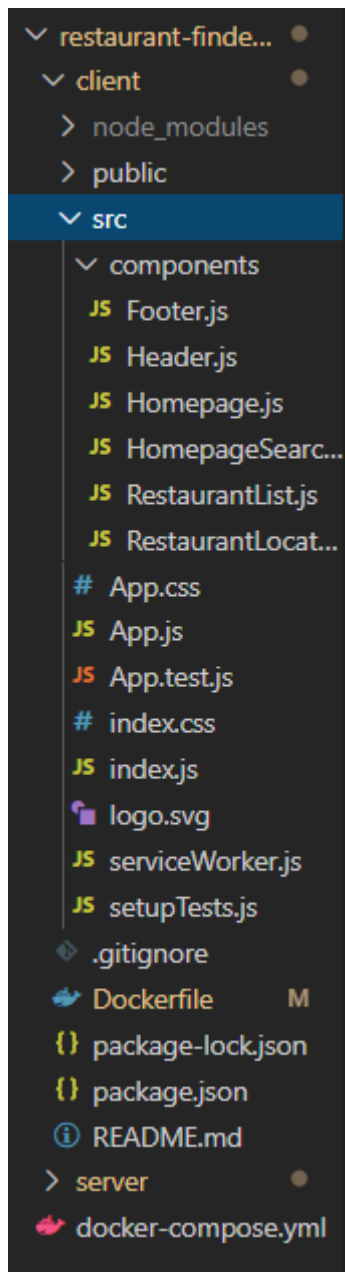 restaurant-finde...
client
node_modules
public
src
components
JS Footer.js
JS Header.js
JS Homepage.js
JS HomepageSearc...
JS RestaurantList.js
JS RestaurantLocat...
# App.css
JS App.js
JS App.test.js
# index.css
JS index.js
logo.svg
JS serviceWorker.js
JS setupTests.js
.gitignore
Dockerfile M
{} package-lock.json
{} package.json
README.md
server
docker-compose.yml